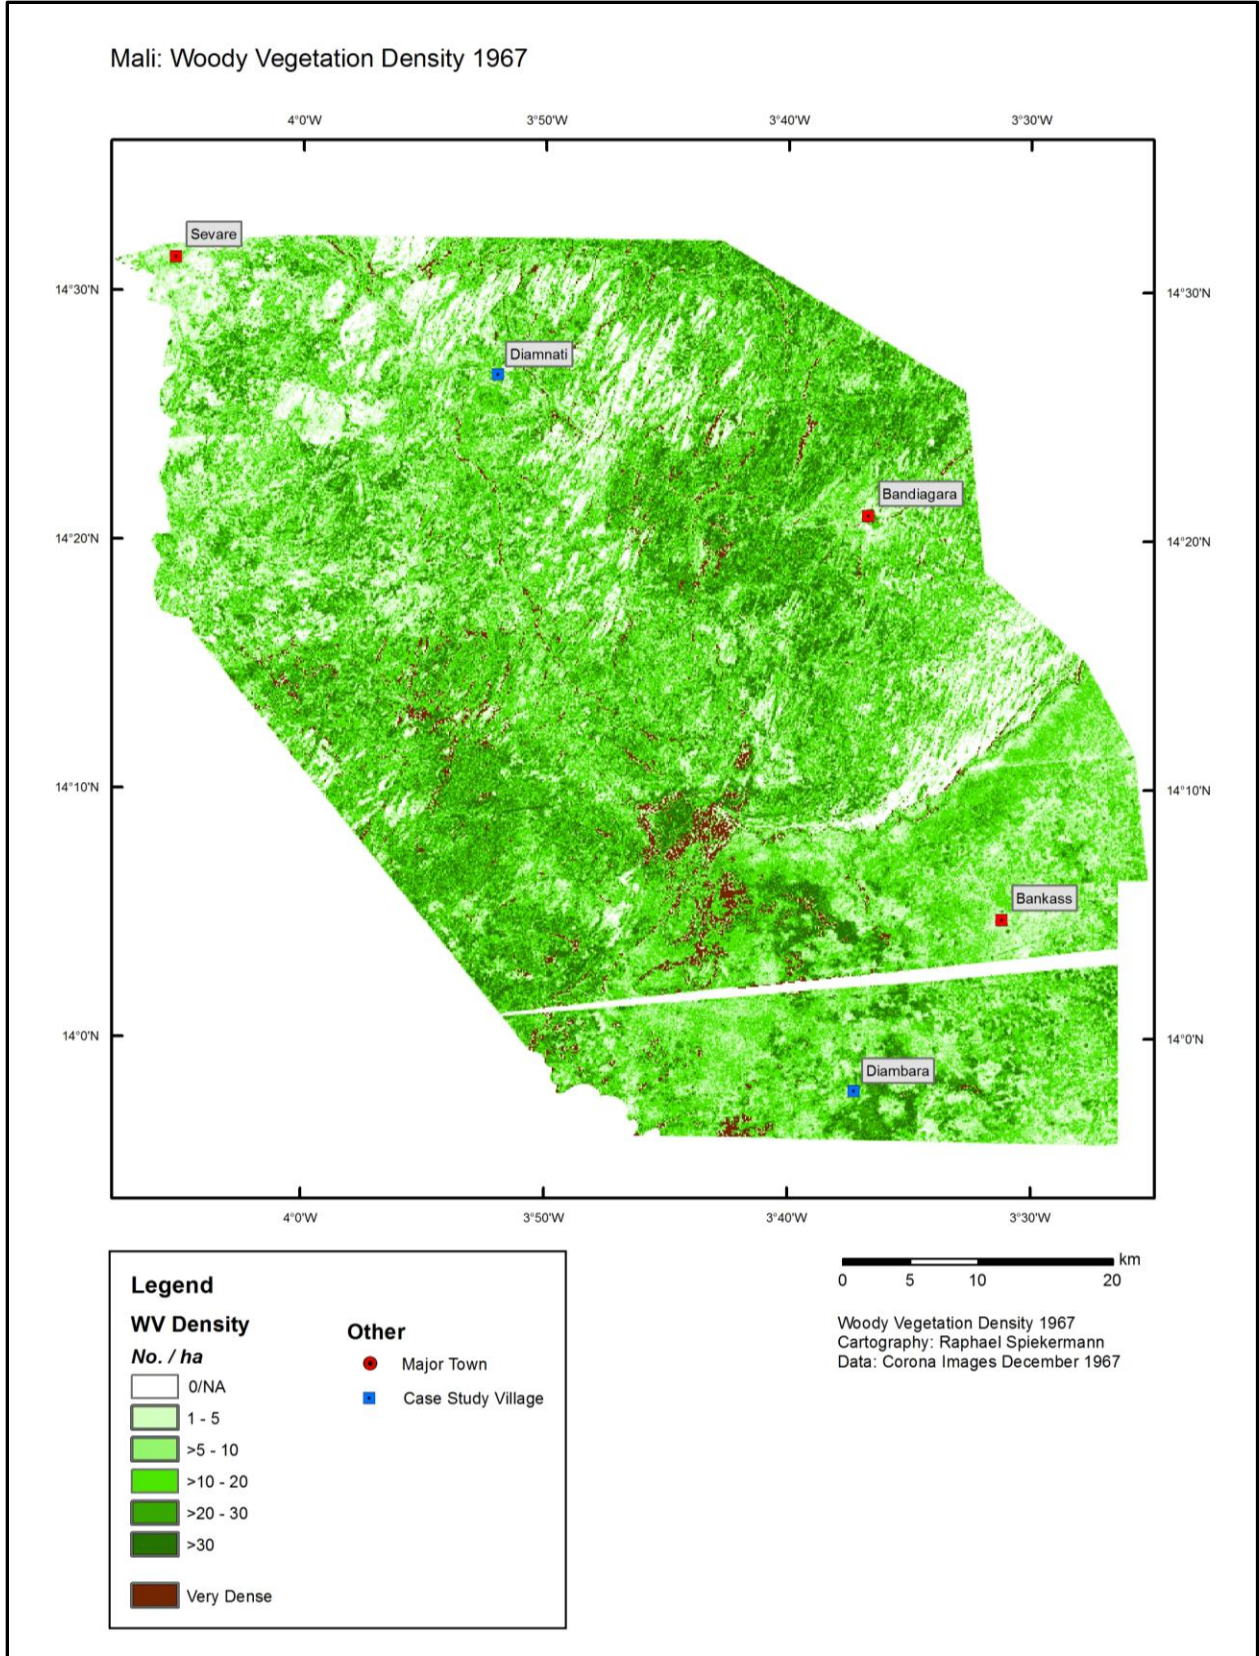 Mali: Woody Vegetation Density 1967
4°0'W 3°50'W 3°40'W 3°30'W
Sevare
14°30'N 14°30'N
Diamnati
Bandiagara
14°20'N 14°20'N
14°10'N 14°10'N
Bankass
14°0'N 14°0'N
Diambara
4°0'W 3°50'W 3°40'W 3°30'W
Legend
WV Density
No. / ha
0/NA
1 - 5
>5 - 10
>10 - 20
>20 - 30
>30
Very Dense
Other
Major Town
Case Study Village
km
0 5 10 20
Woody Vegetation Density 1967
Cartography: Raphael Spiekermann
Data: Corona Images December 1967